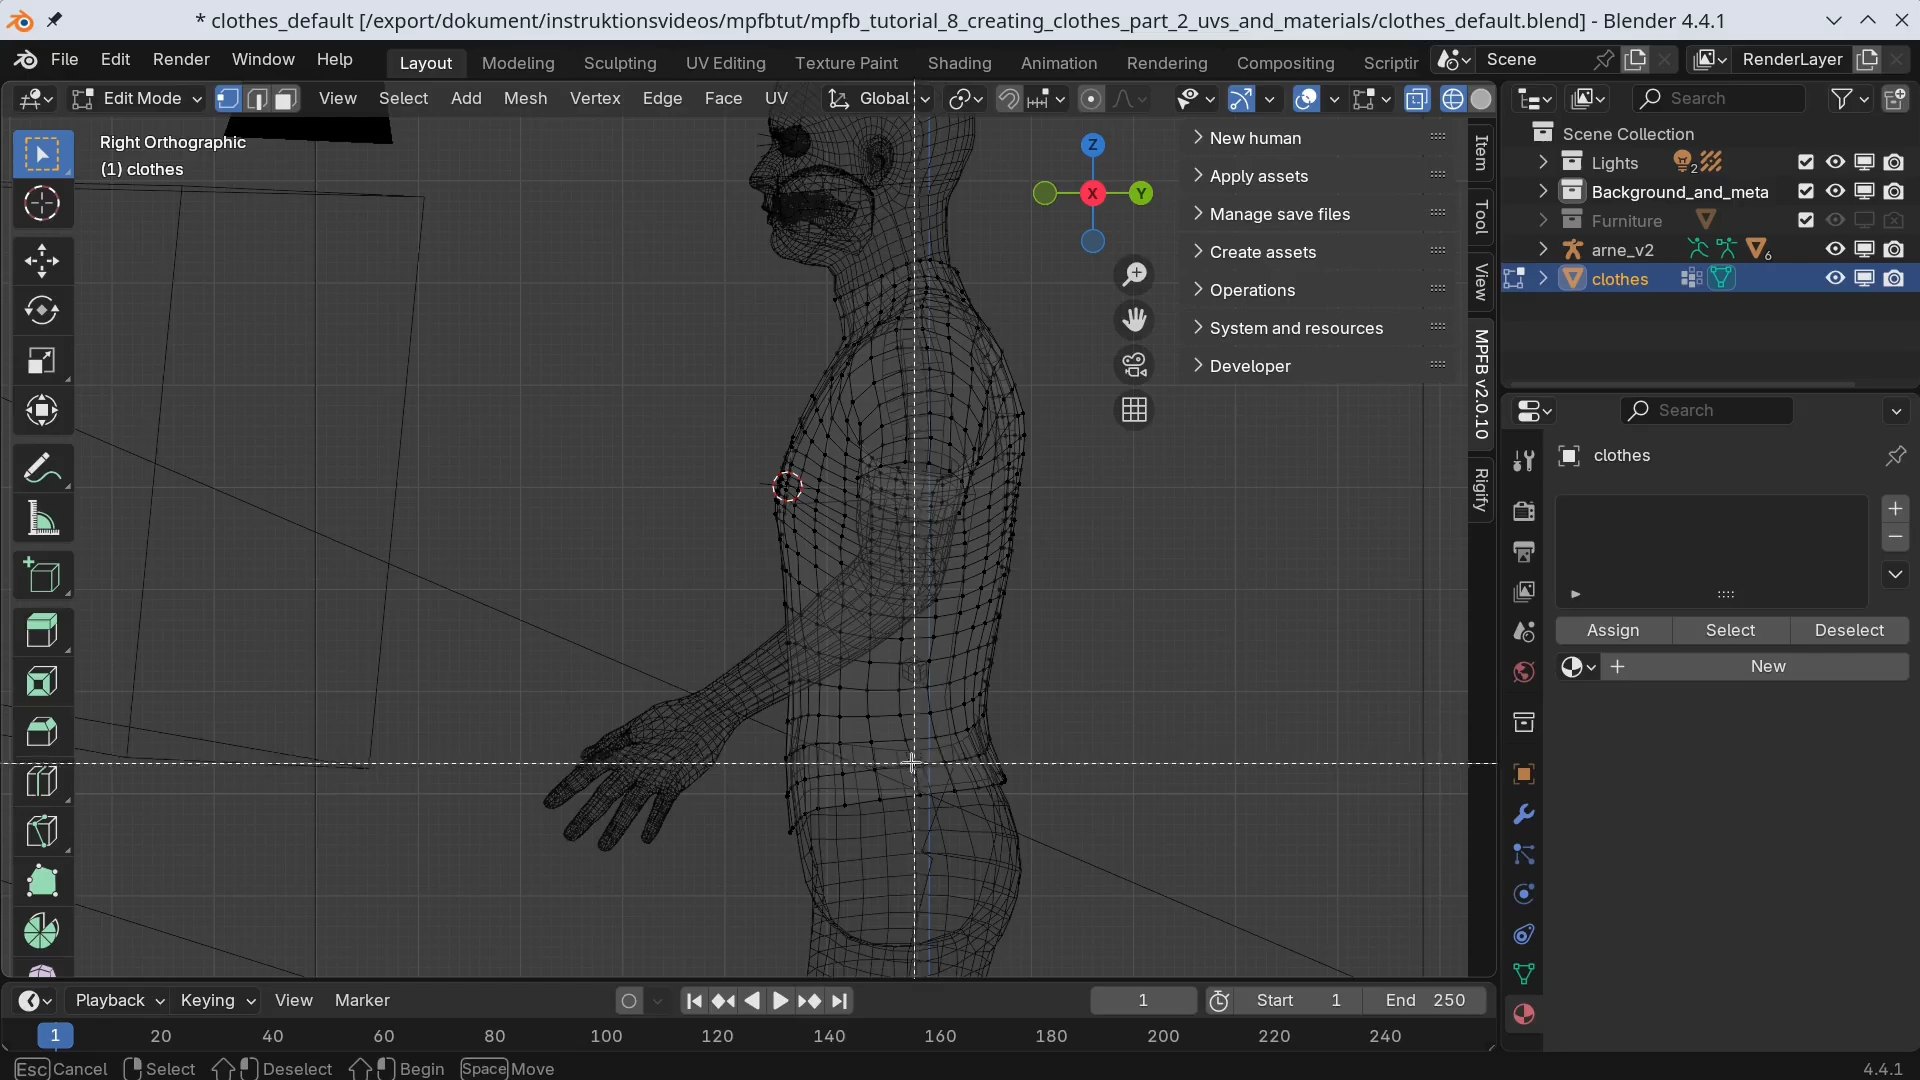 * clothes_default [/export/dokument/instruktionsvideos/mpfbtut/mpfb_tutorial_8_creating_clothes_part_2_uvs_and_materials/clothes_default.blend] - Blender 4.4.1
File Edit Render Window Help Layout Modeling Sculpting UV Editing Texture Paint Shading Animation Rendering Compositing Scriptir Scene RenderLayer
Edit Mode View Select Add Mesh Vertex Edge Face UV Global Search
Right Orthographic
(1) clothes
Z
X
Y
New human
Apply assets
Manage save files
Create assets
Operations
System and resources
Developer
Item
Tool
View
MPFB v2.0.10
Rigify
Scene Collection
Lights 2
Background_and_meta
Furniture
arne_v2 6
clothes
Search
clothes
Assign Select Deselect
New
Playback Keying View Marker 1 Start 1 End 250
1 20 40 60 80 100 120 140 160 180 200 220 240
Esc Cancel Select Deselect Begin Space Move 4.4.1